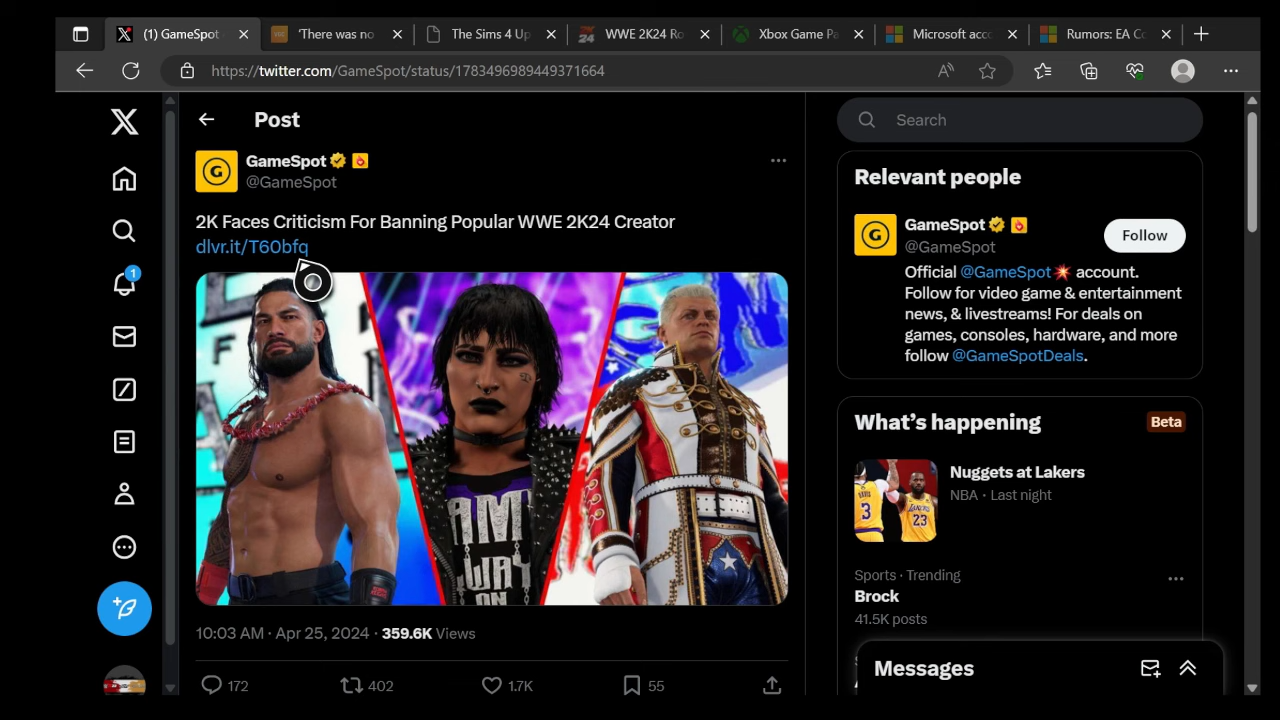 (1) GameSpot
'There was no
The Sims 4 Up
WWE 2K24 Ro
Xbox Game Pa
Microsoft acc
Rumors: EA Co
https://twitter.com/GameSpot/status/1783496989449371664
Post
GameSpot
@GameSpot
2K Faces Criticism For Banning Popular WWE 2K24 Creator
dlvr.it/T60bfq
10:03 AM · Apr 25, 2024 · 359.6K Views
172
402
1.7K
55
1
Search
Relevant people
GameSpot
@GameSpot
Follow
Official @GameSpot💥 account.
Follow for video game & entertainment
news, & livestreams! For deals on
games, consoles, hardware, and more
follow @GameSpotDeals.
What's happening
Beta
Nuggets at Lakers
NBA · Last night
Sports · Trending
Brock
41.5K posts
Messages